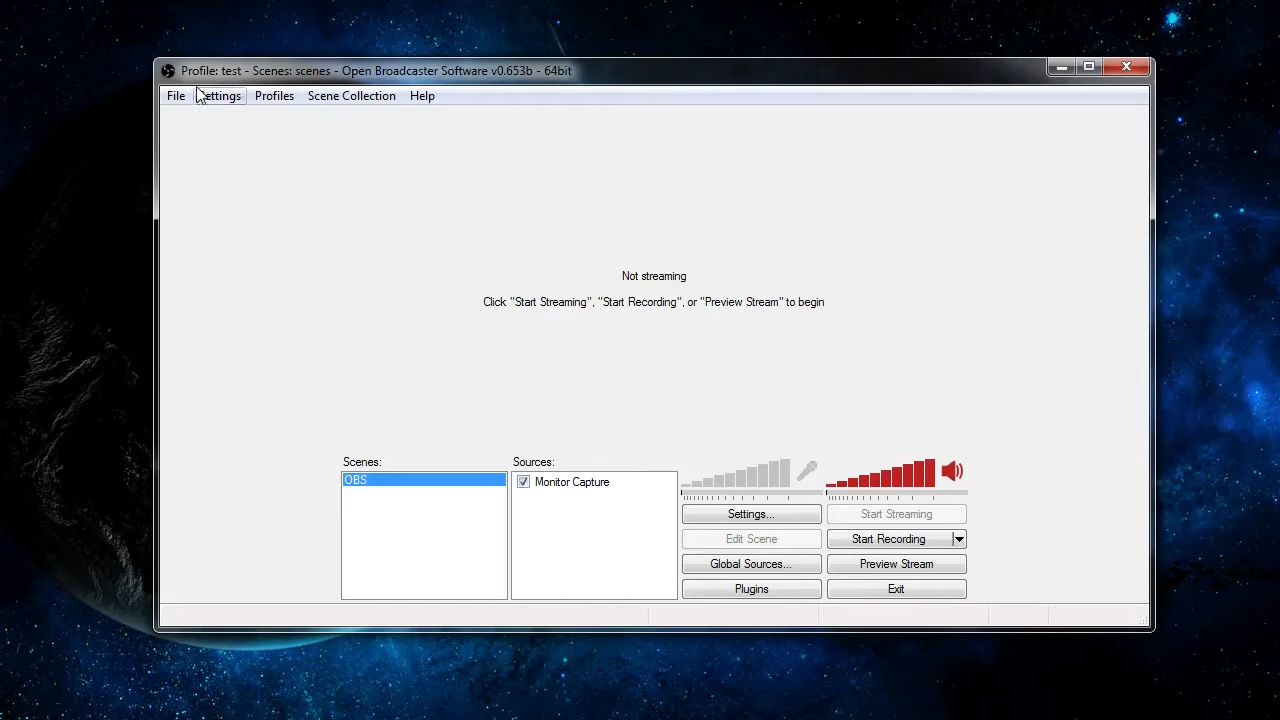 Profile: test - Scenes: scenes - Open Broadcaster Software v0.653b - 64bit
File ettings Profiles Scene Collection Help
Not streaming
Click "Start Streaming", "Start Recording", or "Preview Stream" to begin
Scenes:
OBS
Sources:
Monitor Capture
Settings...
Start Streaming
Edit Scene
Start Recording
Global Sources...
Preview Stream
Plugins
Exit